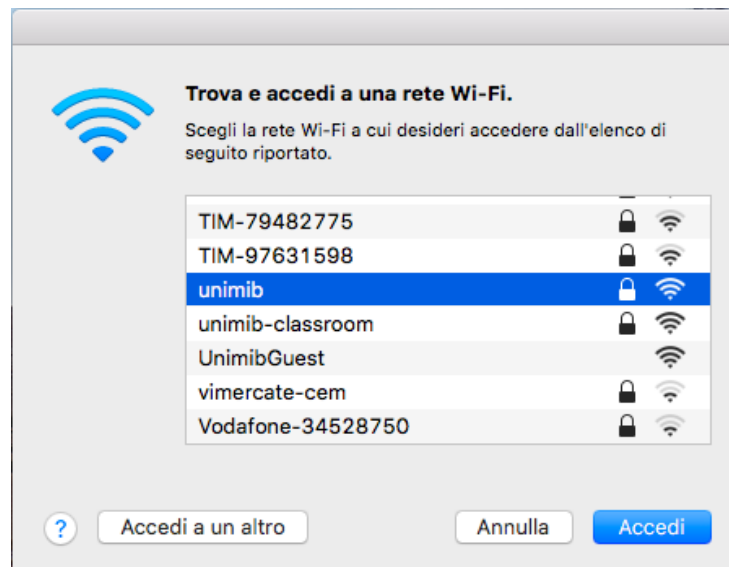 Trova e accedi a una rete Wi-Fi.
Scegli la rete Wi-Fi a cui desideri accedere dall'elenco di
seguito riportato.
TIM-79482775
TIM-97631598
unimib
unimib-classroom
UnimibGuest
vimercate-cem
Vodafone-34528750
? Accedi a un altro Annulla Accedi